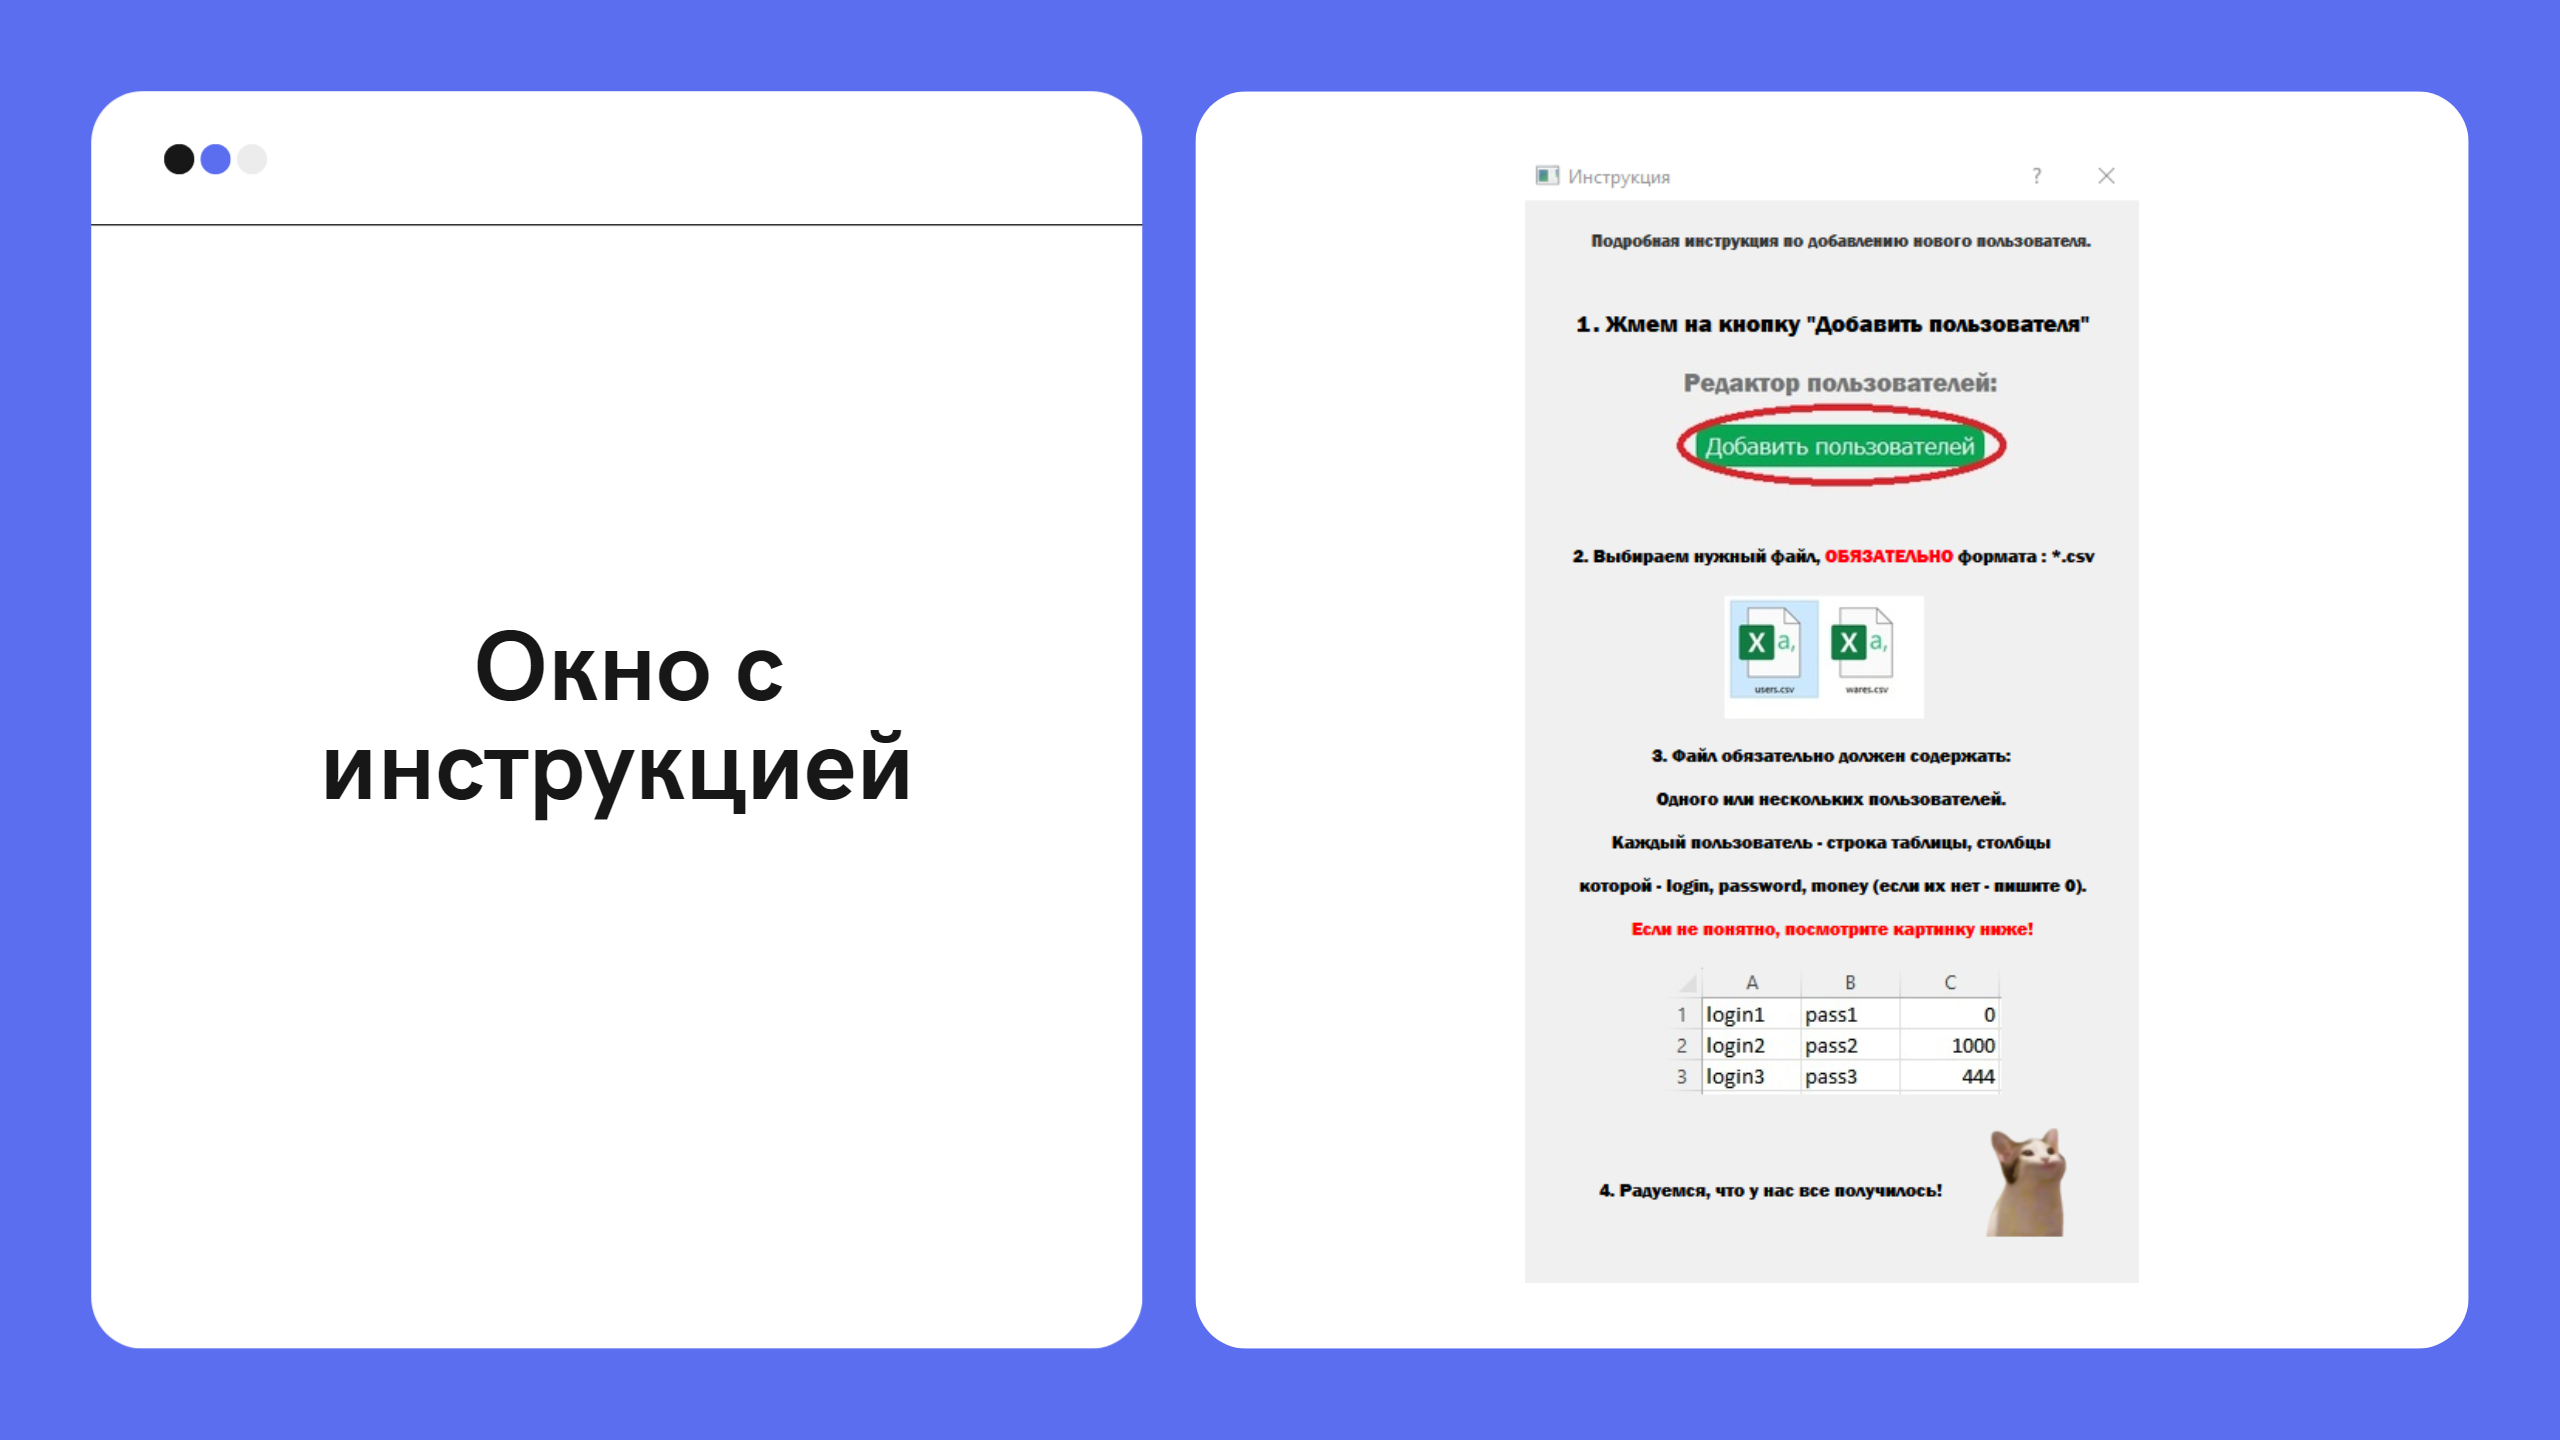 Окно с
инструкцией
Инструкция ?
Подробная инструкция по добавлению нового пользователя.
1. Жмем на кнопку "Добавить пользователя"
Редактор пользователей:
Добавить пользователей
2. Выбираем нужный файл, ОБЯЗАТЕЛЬНО формата : *.csv
X a, X a,
users.csv wares.csv
3. Файл обязательно должен содержать:
Одного или нескольких пользователей.
Каждый пользователь - строка таблицы, столбцы
которой - login, password, money (если их нет - пишите 0).
Если не понятно, посмотрите картинку ниже!
A B C
1 login1 pass1 0
2 login2 pass2 1000
3 login3 pass3 444
4. Радуемся, что у нас все получилось!